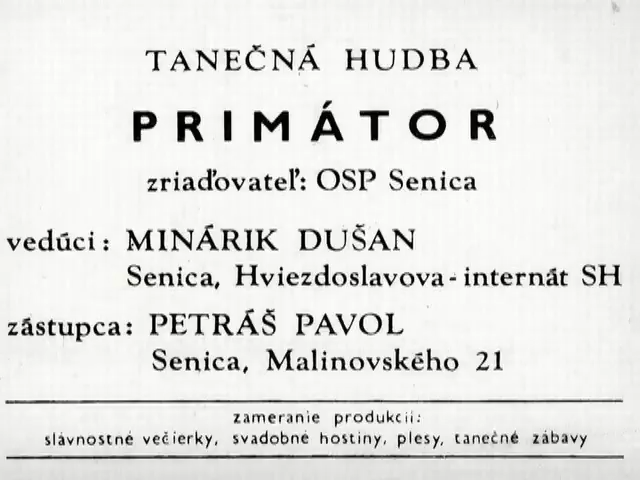 TANEČNÁ HUDBA
PRIMÁTOR
zriaďovateľ: OSP Senica
vedúci: MINÁRIK DUŠAN
Senica, Hviezdoslavova - internát SH
zástupca: PETRÁŠ PAVOL
Senica, Malinovského 21
zameranie produkcií:
slávnostné večierky, svadobné hostiny, plesy, tanečné zábavy